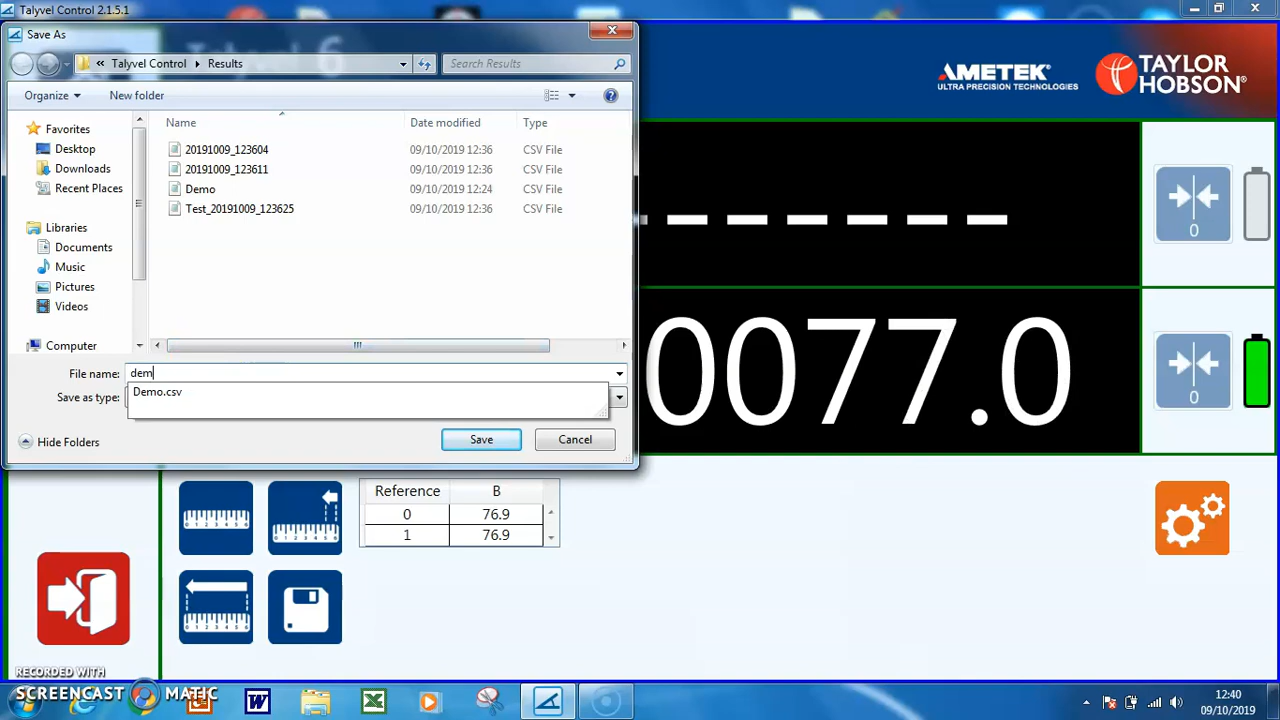 Talyvel Control 2.1.5.1
Save As
Talyvel Control Results
Search Results
Organize
New folder
Name Date modified Type
20191009_123604 09/10/2019 12:36 CSV File
20191009_123611 09/10/2019 12:36 CSV File
Demo 09/10/2019 12:24 CSV File
Test_20191009_123625 09/10/2019 12:36 CSV File
Favorites
Desktop
Downloads
Recent Places
Libraries
Documents
Music
Pictures
Videos
Computer
File name: dem
Demo.csv
Save as type:
Hide Folders
Save
Cancel
AMETEK
ULTRA PRECISION TECHNOLOGIES
TAYLOR
HOBSON
0
0077.0
0
Reference B
0 76.9
1 76.9
RECORDED WITH
SCREENCAST MATIC
12:40
09/10/2019